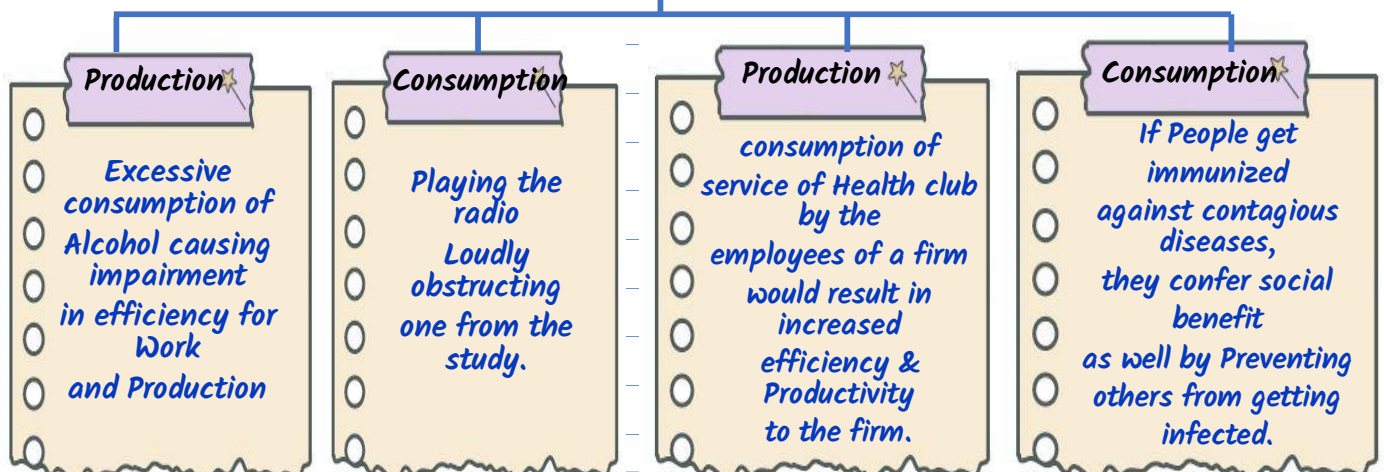 Production
Excessive
consumption of
Alcohol causing
impairment
in efficiency for
Work
and Production
Consumption
Playing the
radio
Loudly
obstructing
one from the
study.
Production
consumption of
service of Health club
by the
employees of a firm
would result in
increased
efficiency &
Productivity
to the firm.
Consumption
If People get
immunized
against contagious
diseases,
they confer social
benefit
as well by Preventing
others from getting
infected.